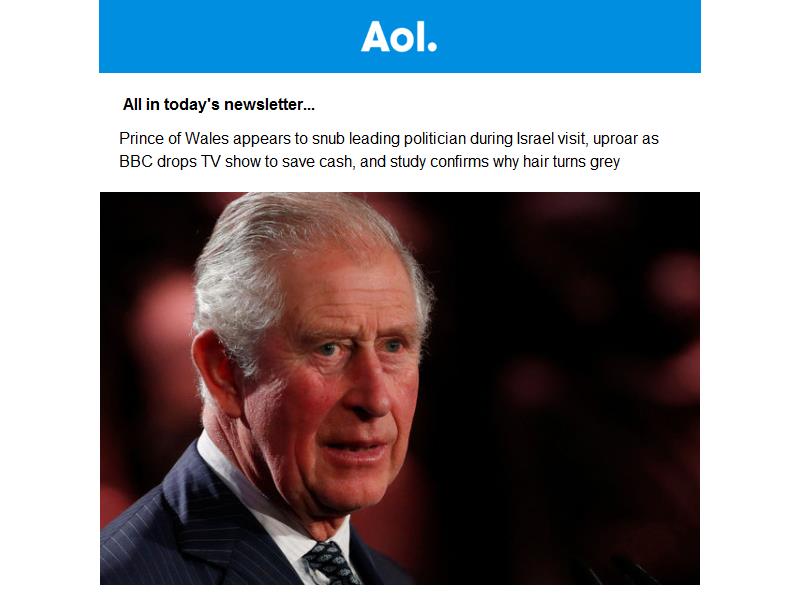 Aol.
All in today's newsletter...
Prince of Wales appears to snub leading politician during Israel visit, uproar as
BBC drops TV show to save cash, and study confirms why hair turns grey